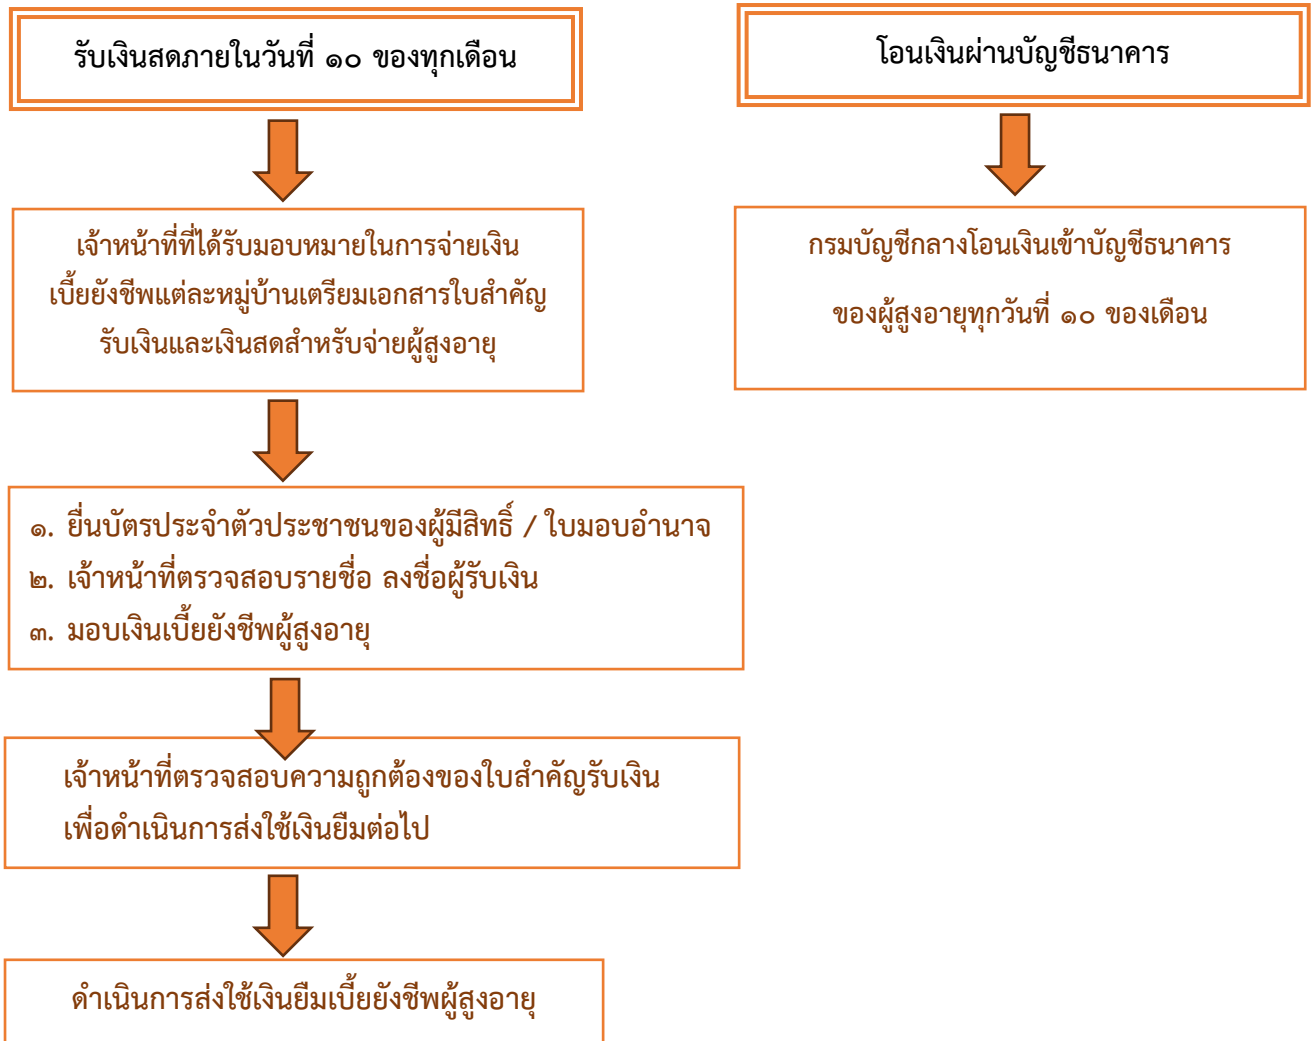 รับเงินสดภายในวันที่ ๑๐ ของทุกเดือน
เจ้าหน้าที่ที่ได้รับมอบหมายในการจ่ายเงิน
เบี้ยยังชีพแต่ละหมู่บ้านเตรียมเอกสารใบสำคัญ
รับเงินและเงินสดสำหรับจ่ายผู้สูงอายุ
๑. ยื่นบัตรประจำตัวประชาชนของผู้มีสิทธิ์ / ใบมอบอำนาจ
๒. เจ้าหน้าที่ตรวจสอบรายชื่อ ลงชื่อผู้รับเงิน
๓. มอบเงินเบี้ยยังชีพผู้สูงอายุ
เจ้าหน้าที่ตรวจสอบความถูกต้องของใบสำคัญรับเงิน
เพื่อดำเนินการส่งใช้เงินยืมต่อไป
ดำเนินการส่งใช้เงินยืมเบี้ยยังชีพผู้สูงอายุ
โอนเงินผ่านบัญชีธนาคาร
กรมบัญชีกลางโอนเงินเข้าบัญชีธนาคาร
ของผู้สูงอายุทุกวันที่ ๑๐ ของเดือน